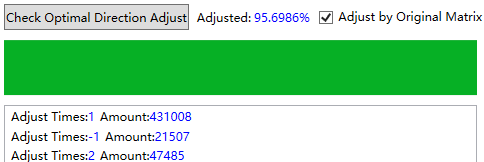 Check Optimal Direction Adjust Adjusted: 95.6986% Adjust by Original Matrix
Adjust Times:1 Amount:431008
Adjust Times:-1 Amount:21507
Adjust Times:2 Amount:47485